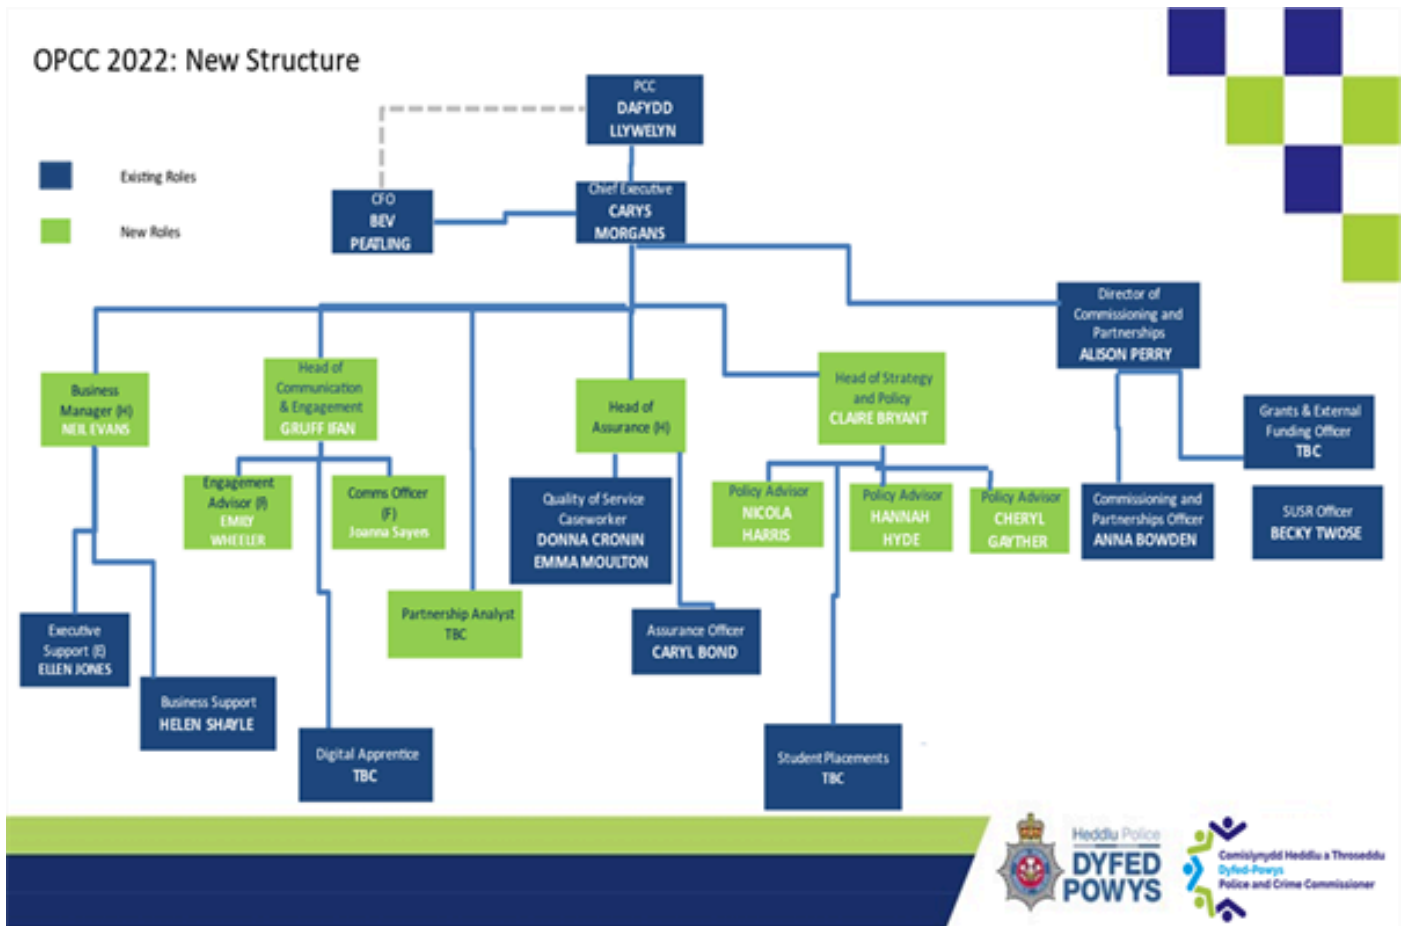 OPCC 2022: New Structure
Existing Roles
New Roles
PCC
DAFYDD
LLYWELYN
CFO
BEV
PEATLING
Chief Executive
CARYS
MORGANS
Director of
Commissioning and
Partnerships
ALISON PERRY
Business
Manager (H)
NEIL EVANS
Head of
Communication
& Engagement
GRUFF IFAN
Head of
Assurance (H)
Head of Strategy
and Policy
CLAIRE BRYANT
Grants & External
Funding Officer
TBC
Engagement
Advisor (F)
EMILY
WHEELER
Comms Officer
(F)
Joanna Sayers
Quality of Service
Caseworker
DONNA CRONIN
EMMA MOULTON
Policy Advisor
NICOLA
HARRIS
Policy Advisor
HANNAH
HYDE
Policy Advisor
CHERYL
GAYTHER
Commissioning and
Partnerships Officer
ANNA BOWDEN
SUSR Officer
BECKY TWOSE
Executive
Support (E)
ELLEN JONES
Partnership Analyst
TBC
Assurance Officer
CARYL BOND
Business Support
HELEN SHAYLE
Digital Apprentice
TBC
Student Placements
TBC
Heddlu Police
DYFED
POWYS
Comisiynydd Heddlu a Throseddu
Dyfed-Powys
Police and Crime Commissioner